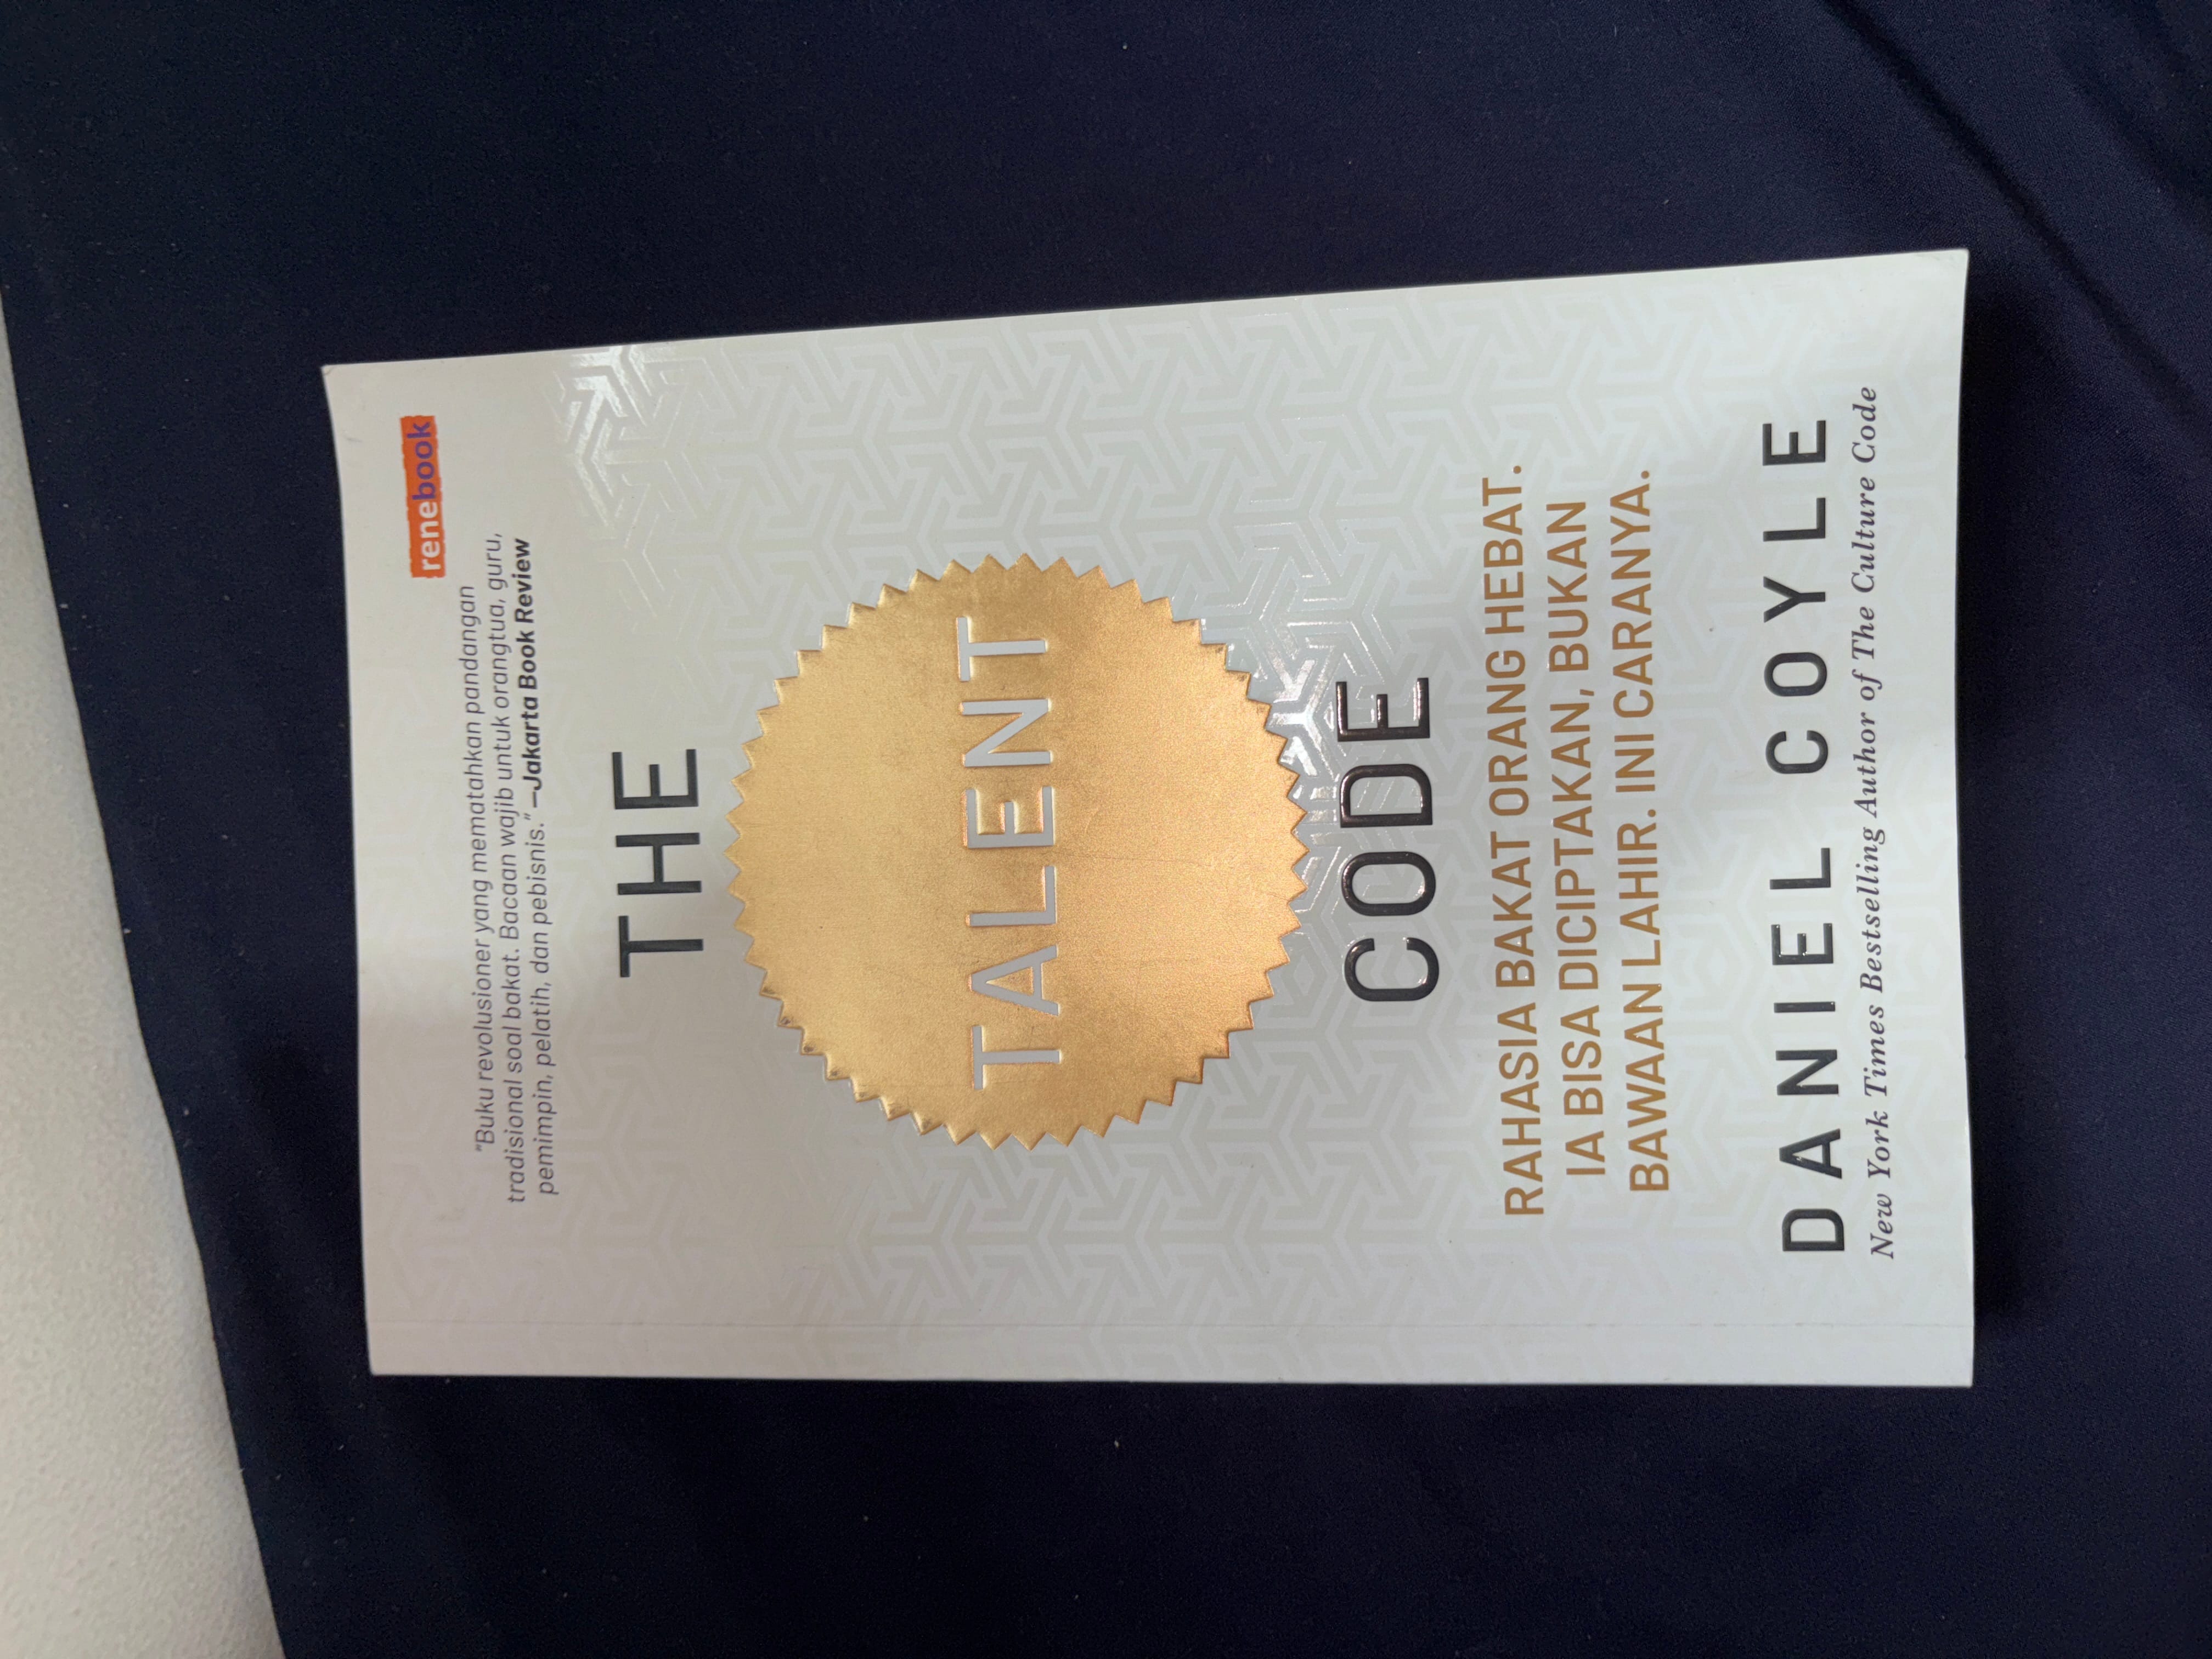 renebook
"Buku revolusioner yang mematahkan pandangan
tradisional soal bakat. Bacaan wajib untuk orangtua, guru,
pemimpin, pelatih, dan pebisnis." —Jakarta Book Review
THE
TALENT
CODE
RAHASIA BAKAT ORANG HEBAT.
IA BISA DICIPTAKAN, BUKAN
BAWAAN LAHIR. INI CARANYA.
DANIEL COYLE
New York Times Bestselling Author of The Culture Code